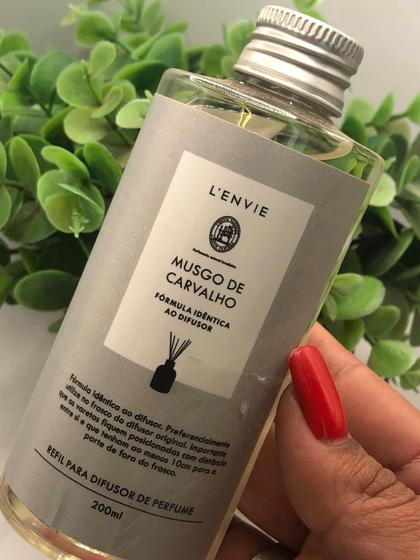 L'ENVIE
MUSGO DE
CARVALHO
FÓRMULA IDÊNTICA
AO DIFUSOR
Fórmula idêntica ao difusor. Preferencialmente
utilize no frasco do difusor original. Importante
que as varetas fiquem posicionadas com distância
entre si e que tenham ao menos 10cm para a
parte de fora do frasco.
REFIL PARA DIFUSOR DE PERFUME
200ml